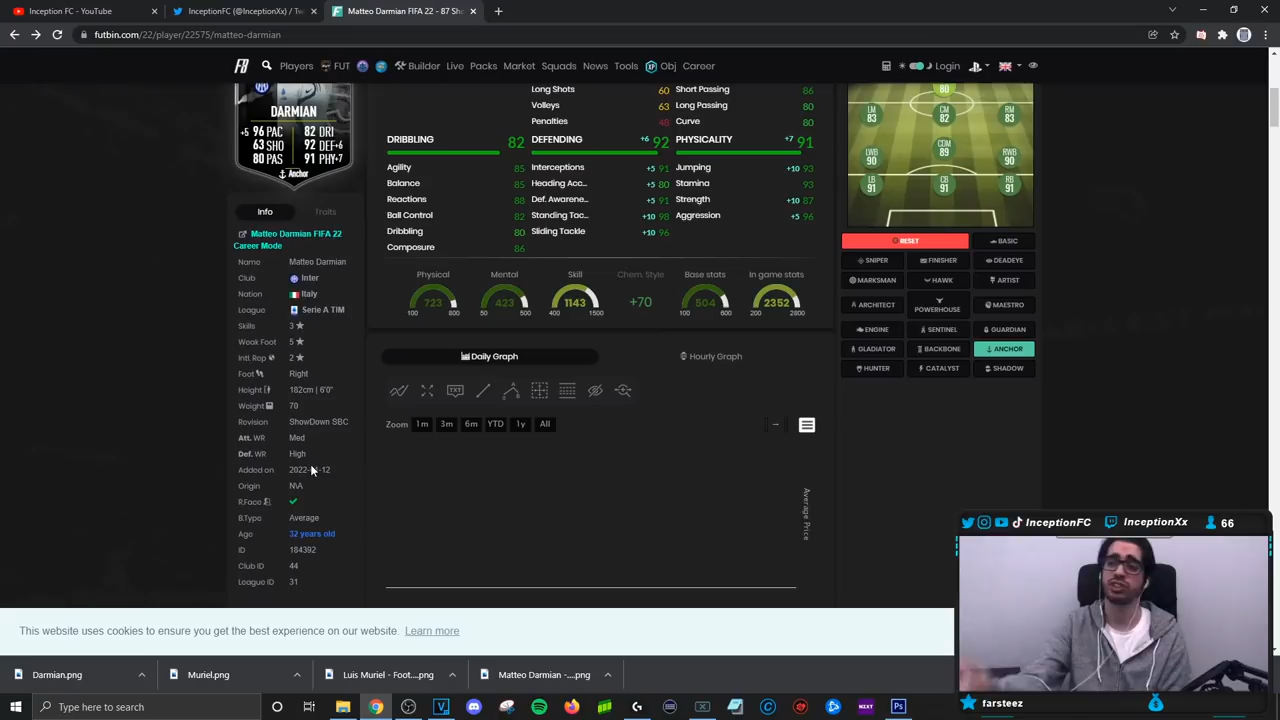 Inception FC - YouTube
InceptionFC (@InceptionXx) / Tw
Matteo Darmian FIFA 22 - 87 Sho
futbin.com/22/player/22575/matteo-darmian
Players FUT Builder Live Packs Market Squads News Tools Obj Career Login
DARMIAN
+5 96 PAC 82 DRI
63 SHO 92 DEF+6
80 PAS 91 PHY+7
Anchor
Long Shots 60 Short Passing 86
Volleys 63 Long Passing 80
Penalties 48 Curve 80
DRIBBLING 82 DEFENDING +6 92 PHYSICALITY +7 91
Agility 85 Interceptions +5 91 Jumping +10 93
Balance 83 Heading Acc... +5 80 Stamina 93
Reactions 88 Def. Awarene... +5 91 Strength +10 87
Ball Control 82 Standing Tac... +10 98 Aggression +5 96
Dribbling 80 Sliding Tackle +10 96
Composure 86
Physical Mental Skill Chem. Style Base stats In game stats
723 423 1143 +70 504 2352
100 800 50 500 400 1500 100 500 200 2800
80
LM 83 CM 82 RM 83
LWB 90 CDM 89 RWB 90
LB 91 CB 91 RB 91
RESET BASIC
SNIPER FINISHER DEADEYE
MARKSMAN HAWK ARTIST
ARCHITECT POWERHOUSE MAESTRO
ENGINE SENTINEL GUARDIAN
GLADIATOR BACKBONE ANCHOR
HUNTER CATALYST SHADOW
Info Traits
Matteo Darmian FIFA 22
Career Mode
Name Matteo Darmian
Club Inter
Nation Italy
League Serie A TIM
Skills 3
Weak Foot 5
Intl Rep 2
Foot Right
Height 182cm | 6'0"
Weight 70
Revision ShowDown SBC
Att. WR Med
Def. WR High
Added on 2022- -12
Origin N\A
R.Face
B.Type Average
Age 32 years old
ID 184392
Club ID 44
League ID 31
Daily Graph Hourly Graph
TXT
Zoom 1m 3m 6m YTD 1y All
Average Price
InceptionFC InceptionXx 66
farsteez
This website uses cookies to ensure you get the best experience on our website. Learn more
Darmian.png
Muriel.png
Luis Muriel - Foot....png
Matteo Darmian -....png
Type here to search
NZXT
Ps